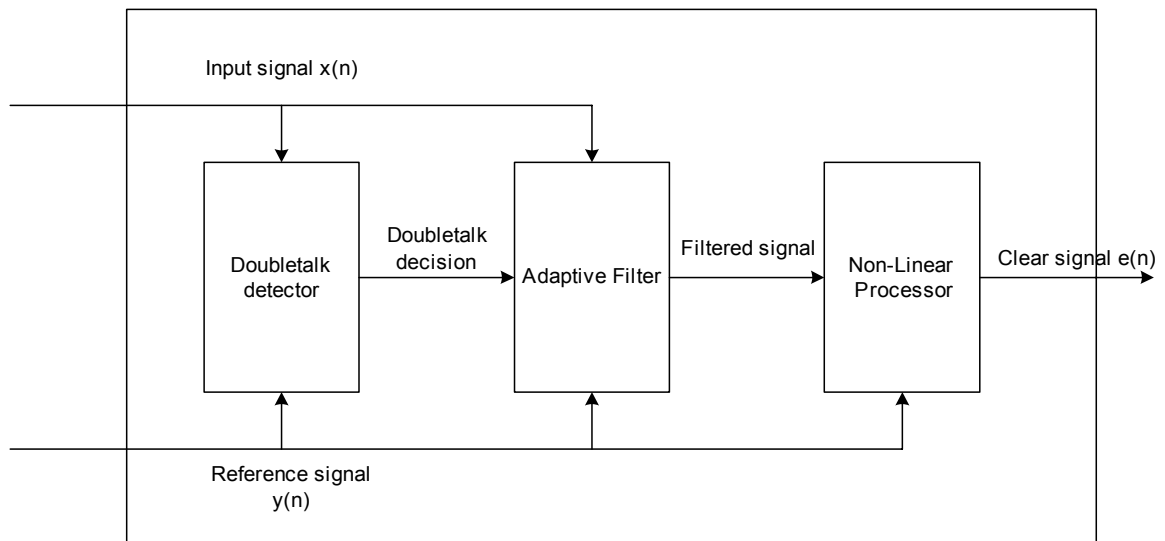 Input signal x(n)
Doubletalk
detector
Doubletalk
decision
Adaptive Filter
Filtered signal
Non-Linear
Processor
Clear signal e(n)
Reference signal
y(n)